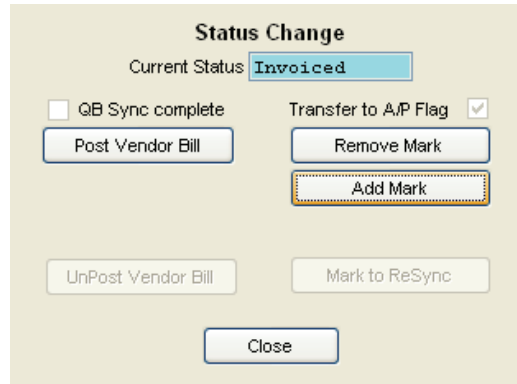 Status Change
Current Status Invoiced
QB Sync complete Transfer to A/P Flag
Post Vendor Bill Remove Mark
Add Mark
UnPost Vendor Bill Mark to ReSync
Close